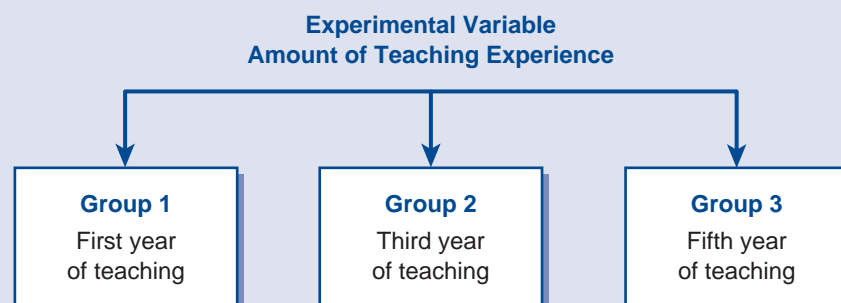 Experimental Variable
Amount of Teaching Experience
Group 1
First year
of teaching
Group 2
Third year
of teaching
Group 3
Fifth year
of teaching